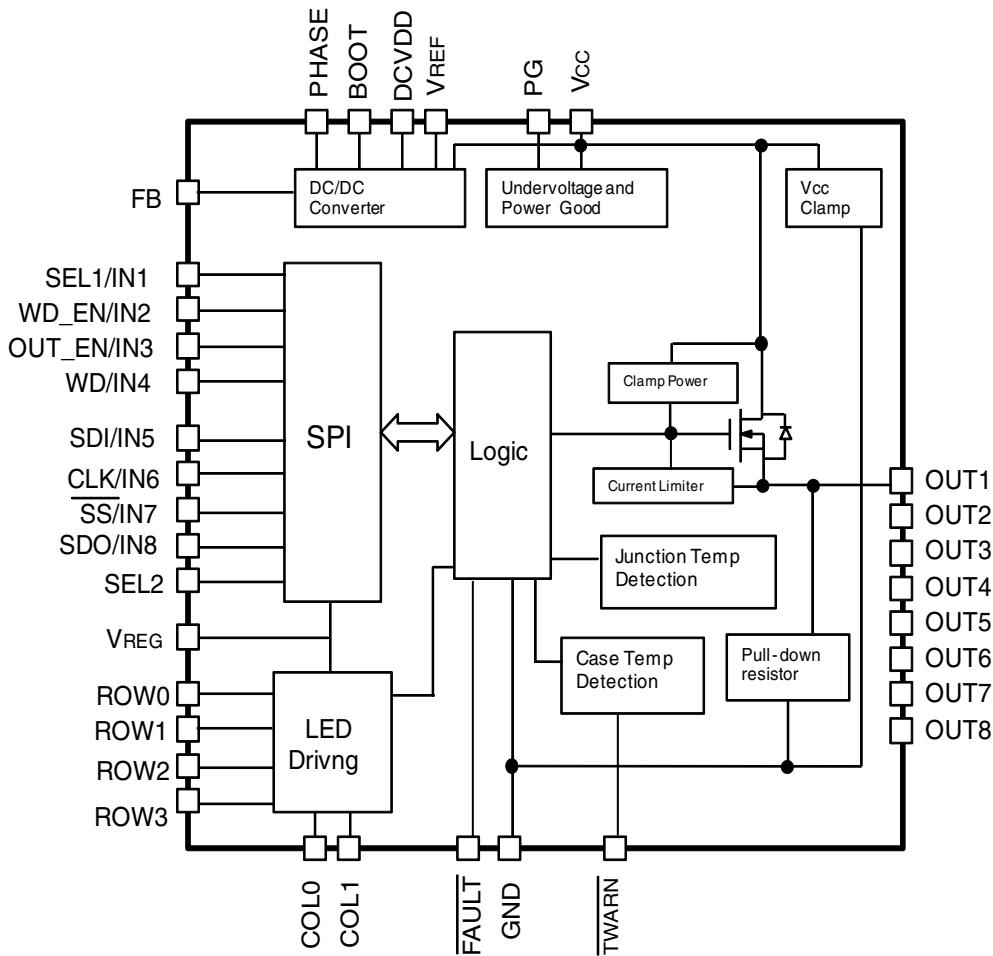 PHASE
BOOT
DCVDD
VREF
PG
VCC
FB
DC/DC
Converter
Undervoltage and
Power Good
Vcc
Clamp
SEL1/IN1
WD_EN/IN2
OUT_EN/IN3
WD/IN4
SDI/IN5
CLK/IN6
SS/IN7
SDO/IN8
SEL2
VREG
ROW0
ROW1
ROW2
ROW3
SPI
Logic
Clamp Power
Current Limiter
Junction Temp
Detection
Case Temp
Detection
Pull-down
resistor
LED
Drivng
OUT1
OUT2
OUT3
OUT4
OUT5
OUT6
OUT7
OUT8
COL0
COL1
FAULT
GND
TWARN